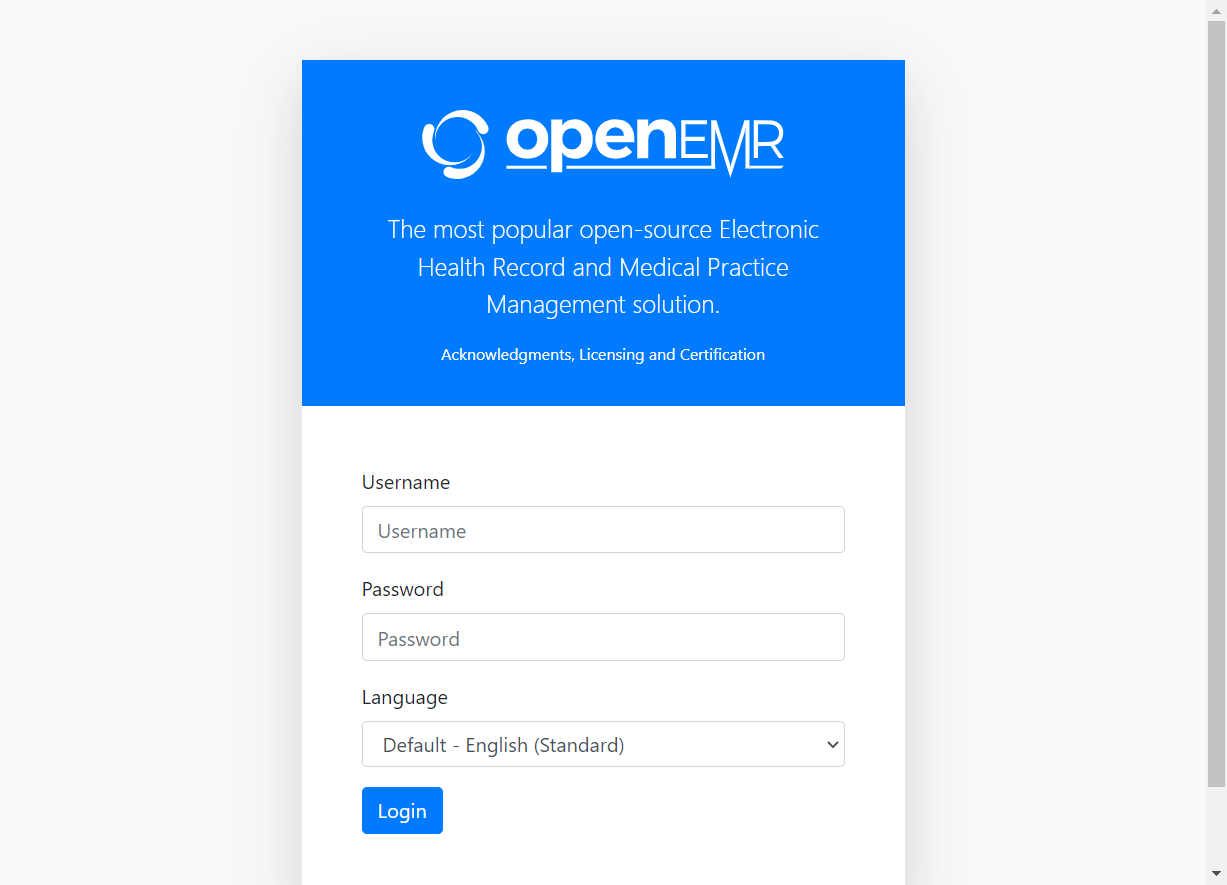 openEMR
The most popular open-source Electronic
Health Record and Medical Practice
Management solution.
Acknowledgments, Licensing and Certification
Username
Username
Password
Password
Language
Default - English (Standard)
Login